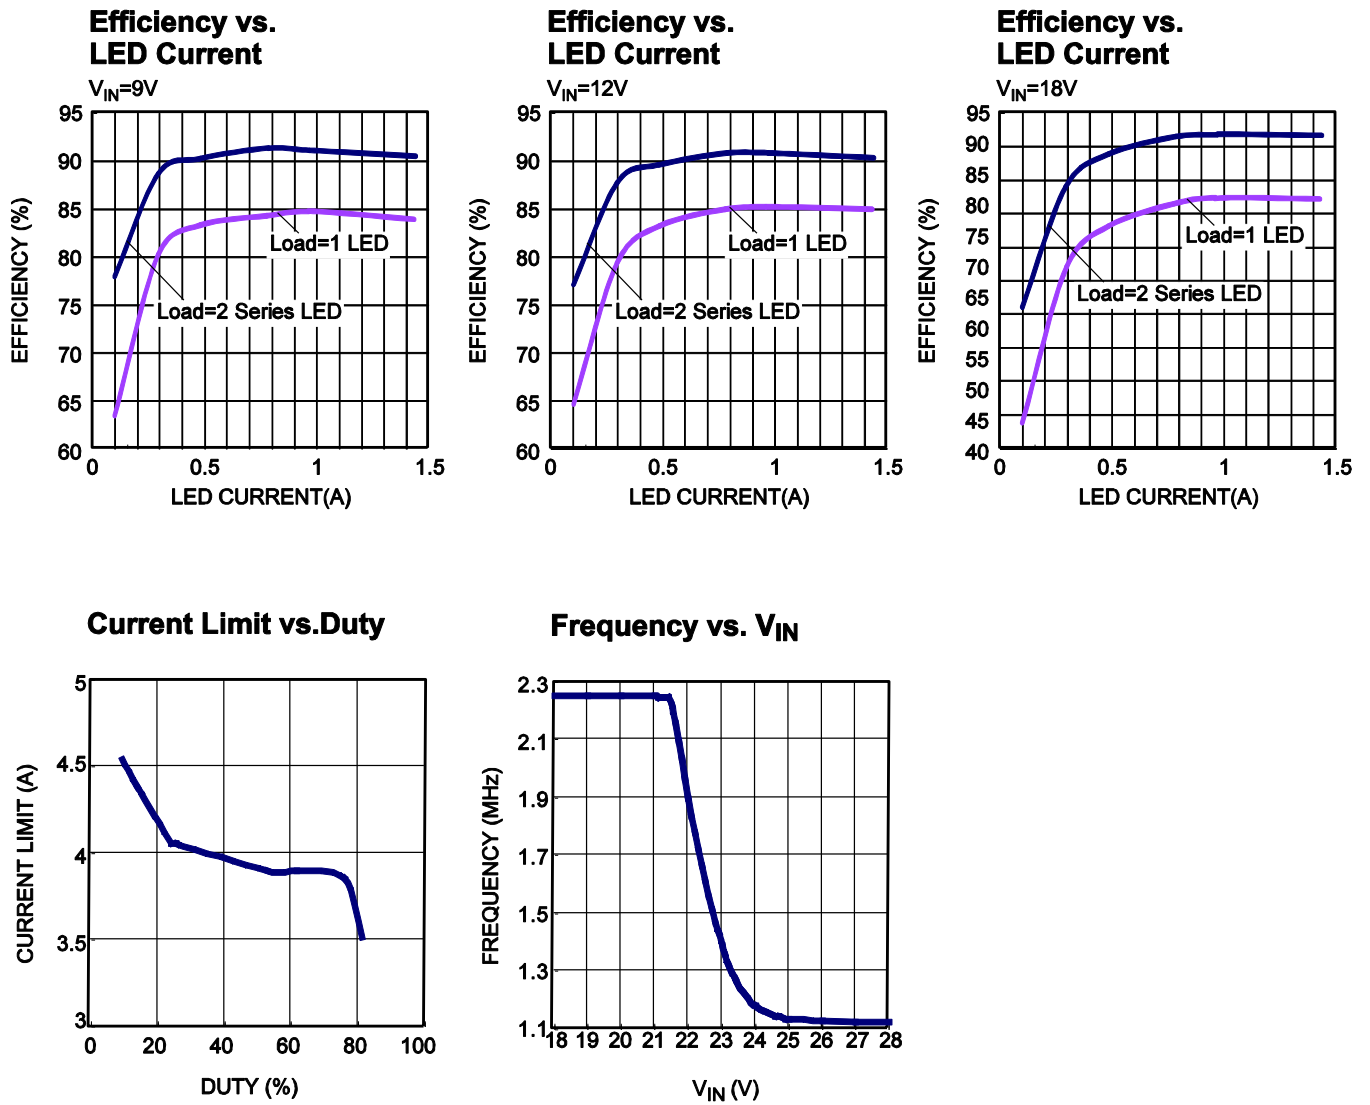 Efficiency vs.
LED Current
VIN=9V
95
90
85
80
75
70
65
60
EFFICIENCY (%)
Load=1 LED
Load=2 Series LED
0 0.5 1 1.5
LED CURRENT(A)
Efficiency vs.
LED Current
VIN=12V
95
90
85
80
75
70
65
60
EFFICIENCY (%)
Load=1 LED
Load=2 Series LED
0 0.5 1 1.5
LED CURRENT(A)
Efficiency vs.
LED Current
VIN=18V
95
90
85
80
75
70
65
60
55
50
45
40
EFFICIENCY (%)
Load=1 LED
Load=2 Series LED
0 0.5 1 1.5
LED CURRENT(A)
Current Limit vs.Duty
5
4.5
4
3.5
3
CURRENT LIMIT (A)
0 20 40 60 80 100
DUTY (%)
Frequency vs. VIN
2.3
2.1
1.9
1.7
1.5
1.3
1.1
FREQUENCY (MHz)
18 19 20 21 22 23 24 25 26 27 28
VIN (V)